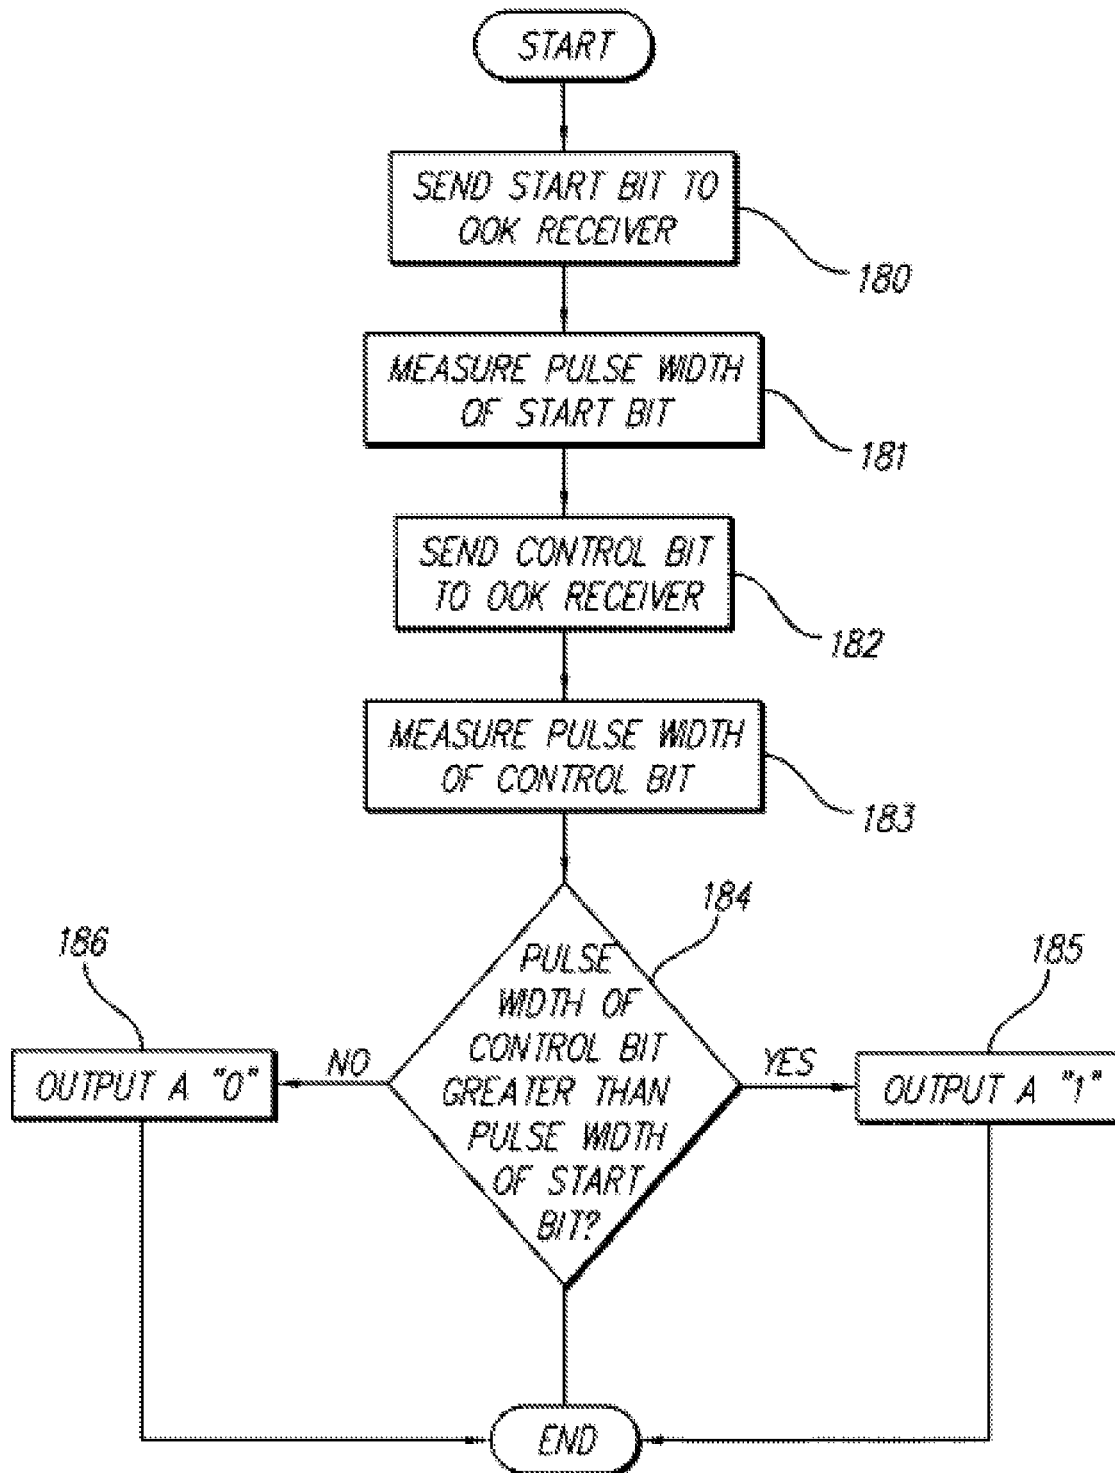 START
SEND START BIT TO
OOK RECEIVER
180
MEASURE PULSE WIDTH
OF START BIT
181
SEND CONTROL BIT
TO OOK RECEIVER
182
MEASURE PULSE WIDTH
OF CONTROL BIT
183
184
PULSE
WIDTH OF
CONTROL BIT
GREATER THAN
PULSE WIDTH
OF START
BIT?
186
NO
OUTPUT A "0"
YES
185
OUTPUT A "1"
END